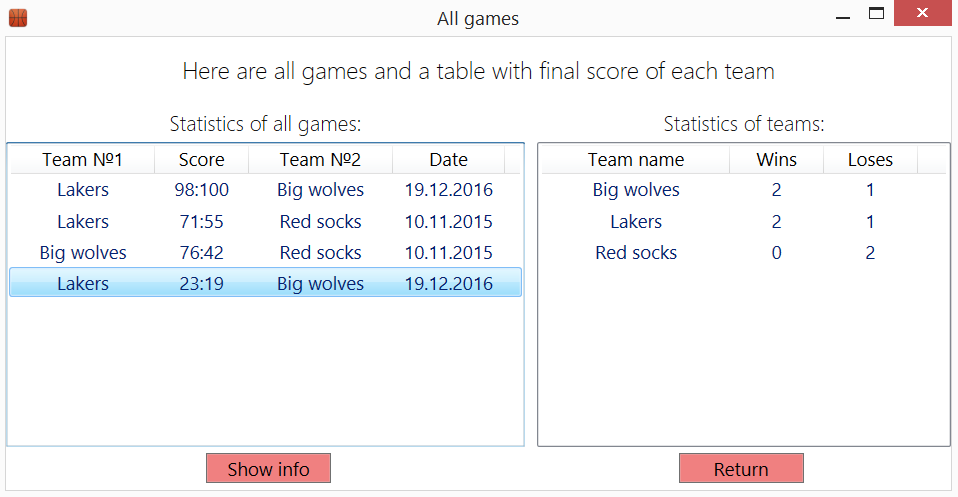 All games
Here are all games and a table with final score of each team
Statistics of all games:
Team №1 Score Team №2 Date
Lakers 98:100 Big wolves 19.12.2016
Lakers 71:55 Red socks 10.11.2015
Big wolves 76:42 Red socks 10.11.2015
Lakers 23:19 Big wolves 19.12.2016
Show info
Statistics of teams:
Team name Wins Loses
Big wolves 2 1
Lakers 2 1
Red socks 0 2
Return